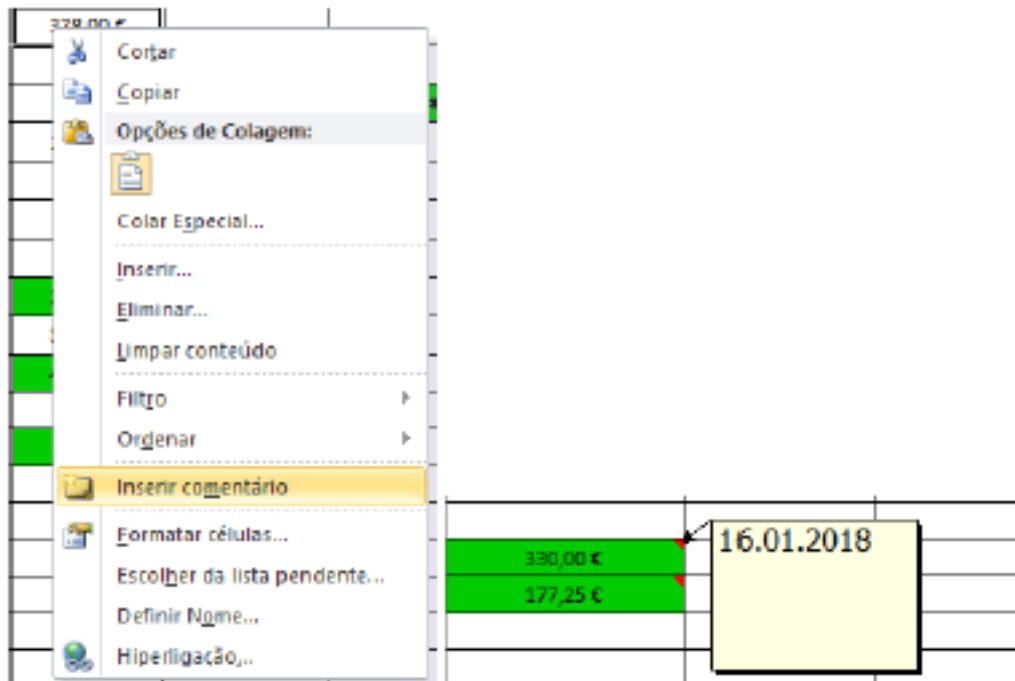 378,00 €
Cortar
Copiar
Opções de Colagem:
Colar Especial...
Inserir...
Eliminar...
Limpar conteúdo
Filtro
Ordenar
Inserir comentário
Formatar células...
Escolher da lista pendente...
Definir Nome...
Hiperligação...
330,00 €
177,25 €
16.01.2018